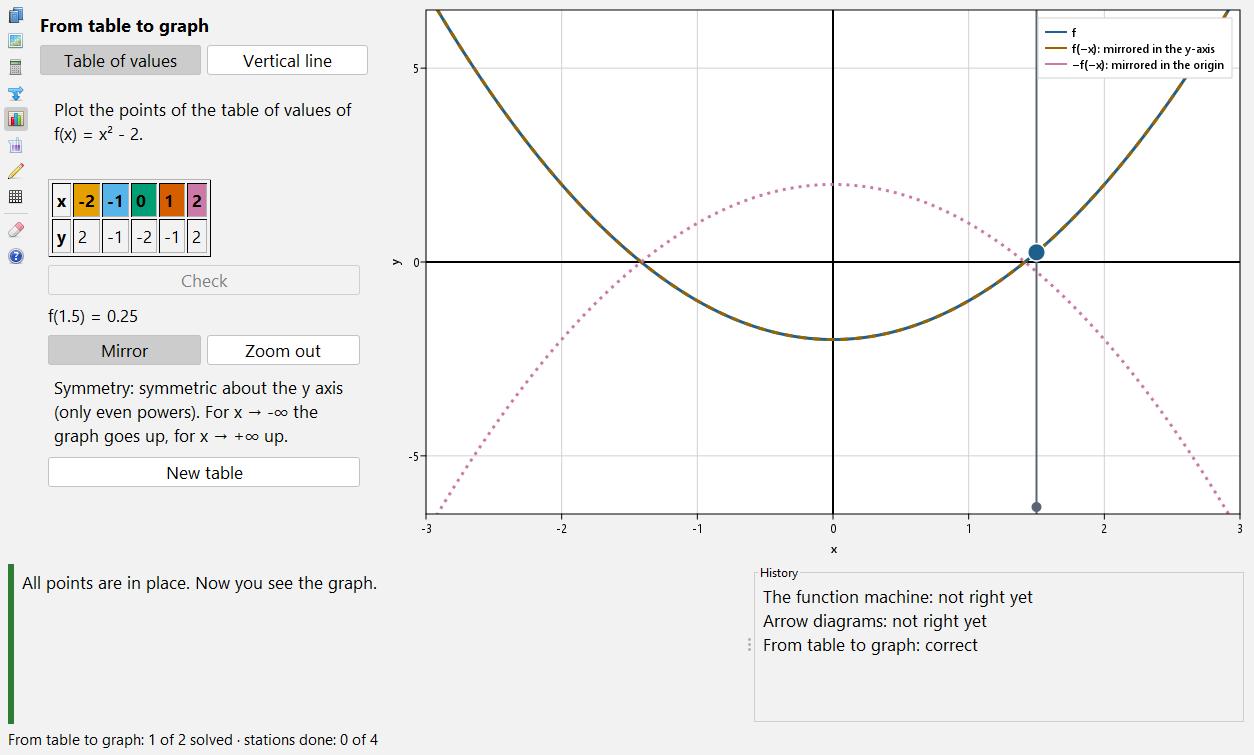 From table to graph
Table of values
Vertical line
Plot the points of the table of values of
f(x) = x² - 2.
x -2 -1 0 1 2
y 2 -1 -2 -1 2
Check
f(1.5) = 0.25
Mirror
Zoom out
Symmetry: symmetric about the y axis
(only even powers). For x → -∞ the
graph goes up, for x → +∞ up.
New table
f
f(−x): mirrored in the y-axis
−f(−x): mirrored in the origin
5
0
-5
y
-3 -2 -1 0 1 2 3
x
All points are in place. Now you see the graph.
History
The function machine: not right yet
Arrow diagrams: not right yet
From table to graph: correct
From table to graph: 1 of 2 solved · stations done: 0 of 4